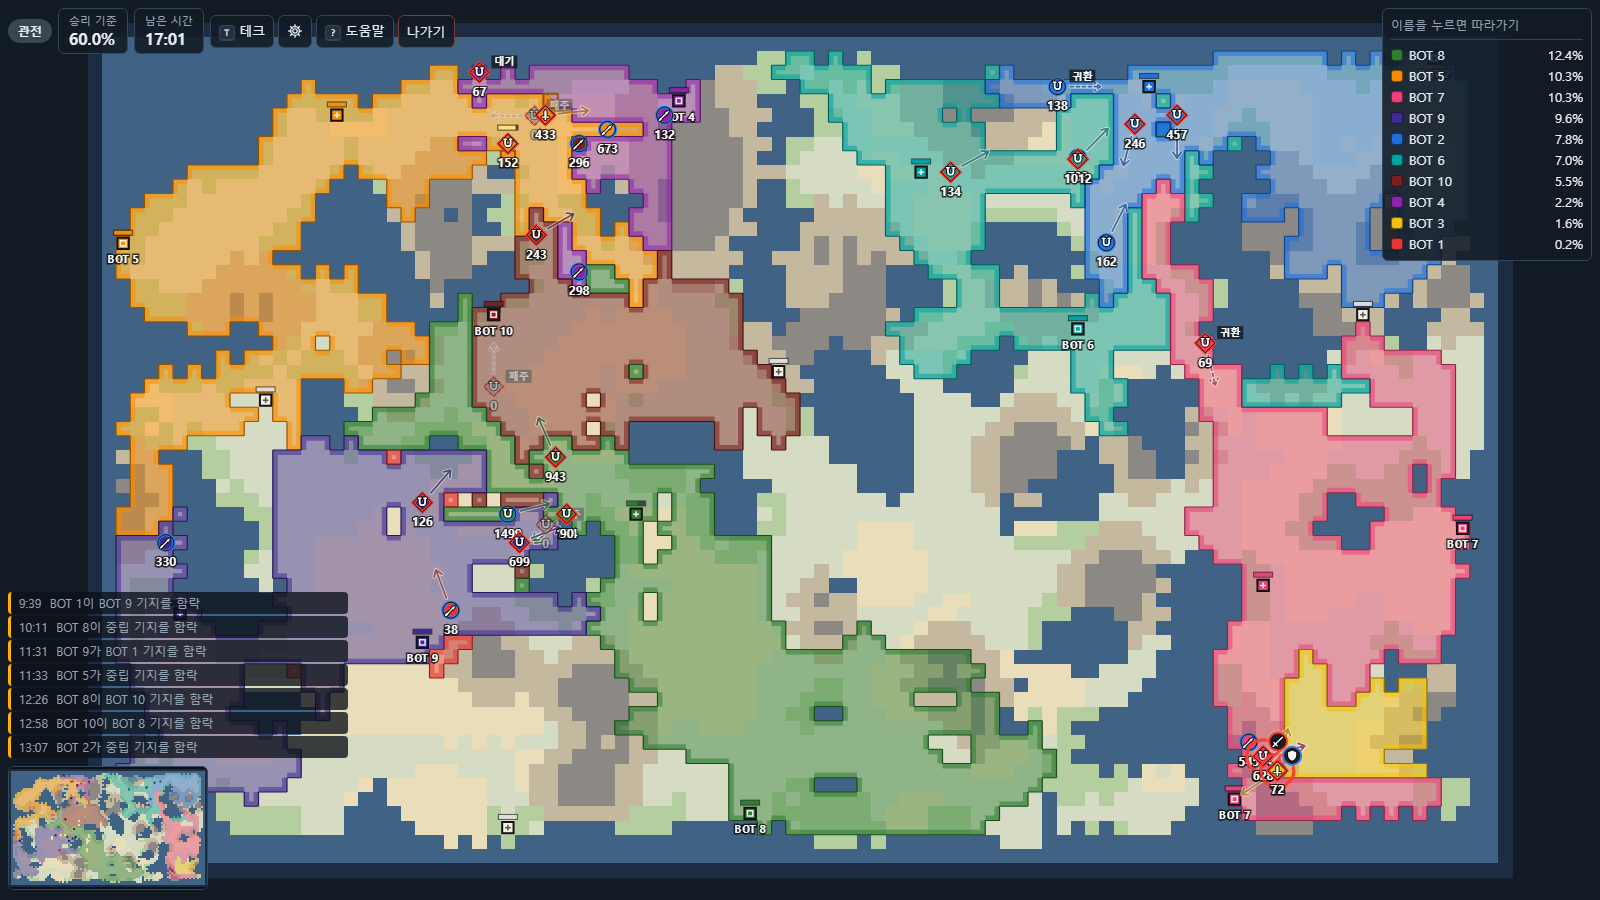 관전
승리 기준
60.0%
남은 시간
17:01
T 테크
? 도움말
나가기
이름을 누르면 따라가기
BOT 8 12.4%
BOT 5 10.3%
BOT 7 10.3%
BOT 9 9.6%
BOT 2 7.8%
BOT 6 7.0%
BOT 10 5.5%
BOT 4 2.2%
BOT 3 1.6%
BOT 1 0.2%
대기
67
패주
433
152
296
673
132
OT 4
귀환
138
246
457
134
1012
162
243
298
BOT 5
BOT 10
BOT 6
귀환
69
패주
0
943
126
699
330
38
BOT 9
BOT 7
72
BOT 7
BOT 8
9:39 BOT 1이 BOT 9 기지를 함락
10:11 BOT 8이 중립 기지를 함락
11:31 BOT 9가 BOT 1 기지를 함락
11:33 BOT 5가 중립 기지를 함락
12:26 BOT 8이 BOT 10 기지를 함락
12:58 BOT 10이 BOT 8 기지를 함락
13:07 BOT 2가 중립 기지를 함락